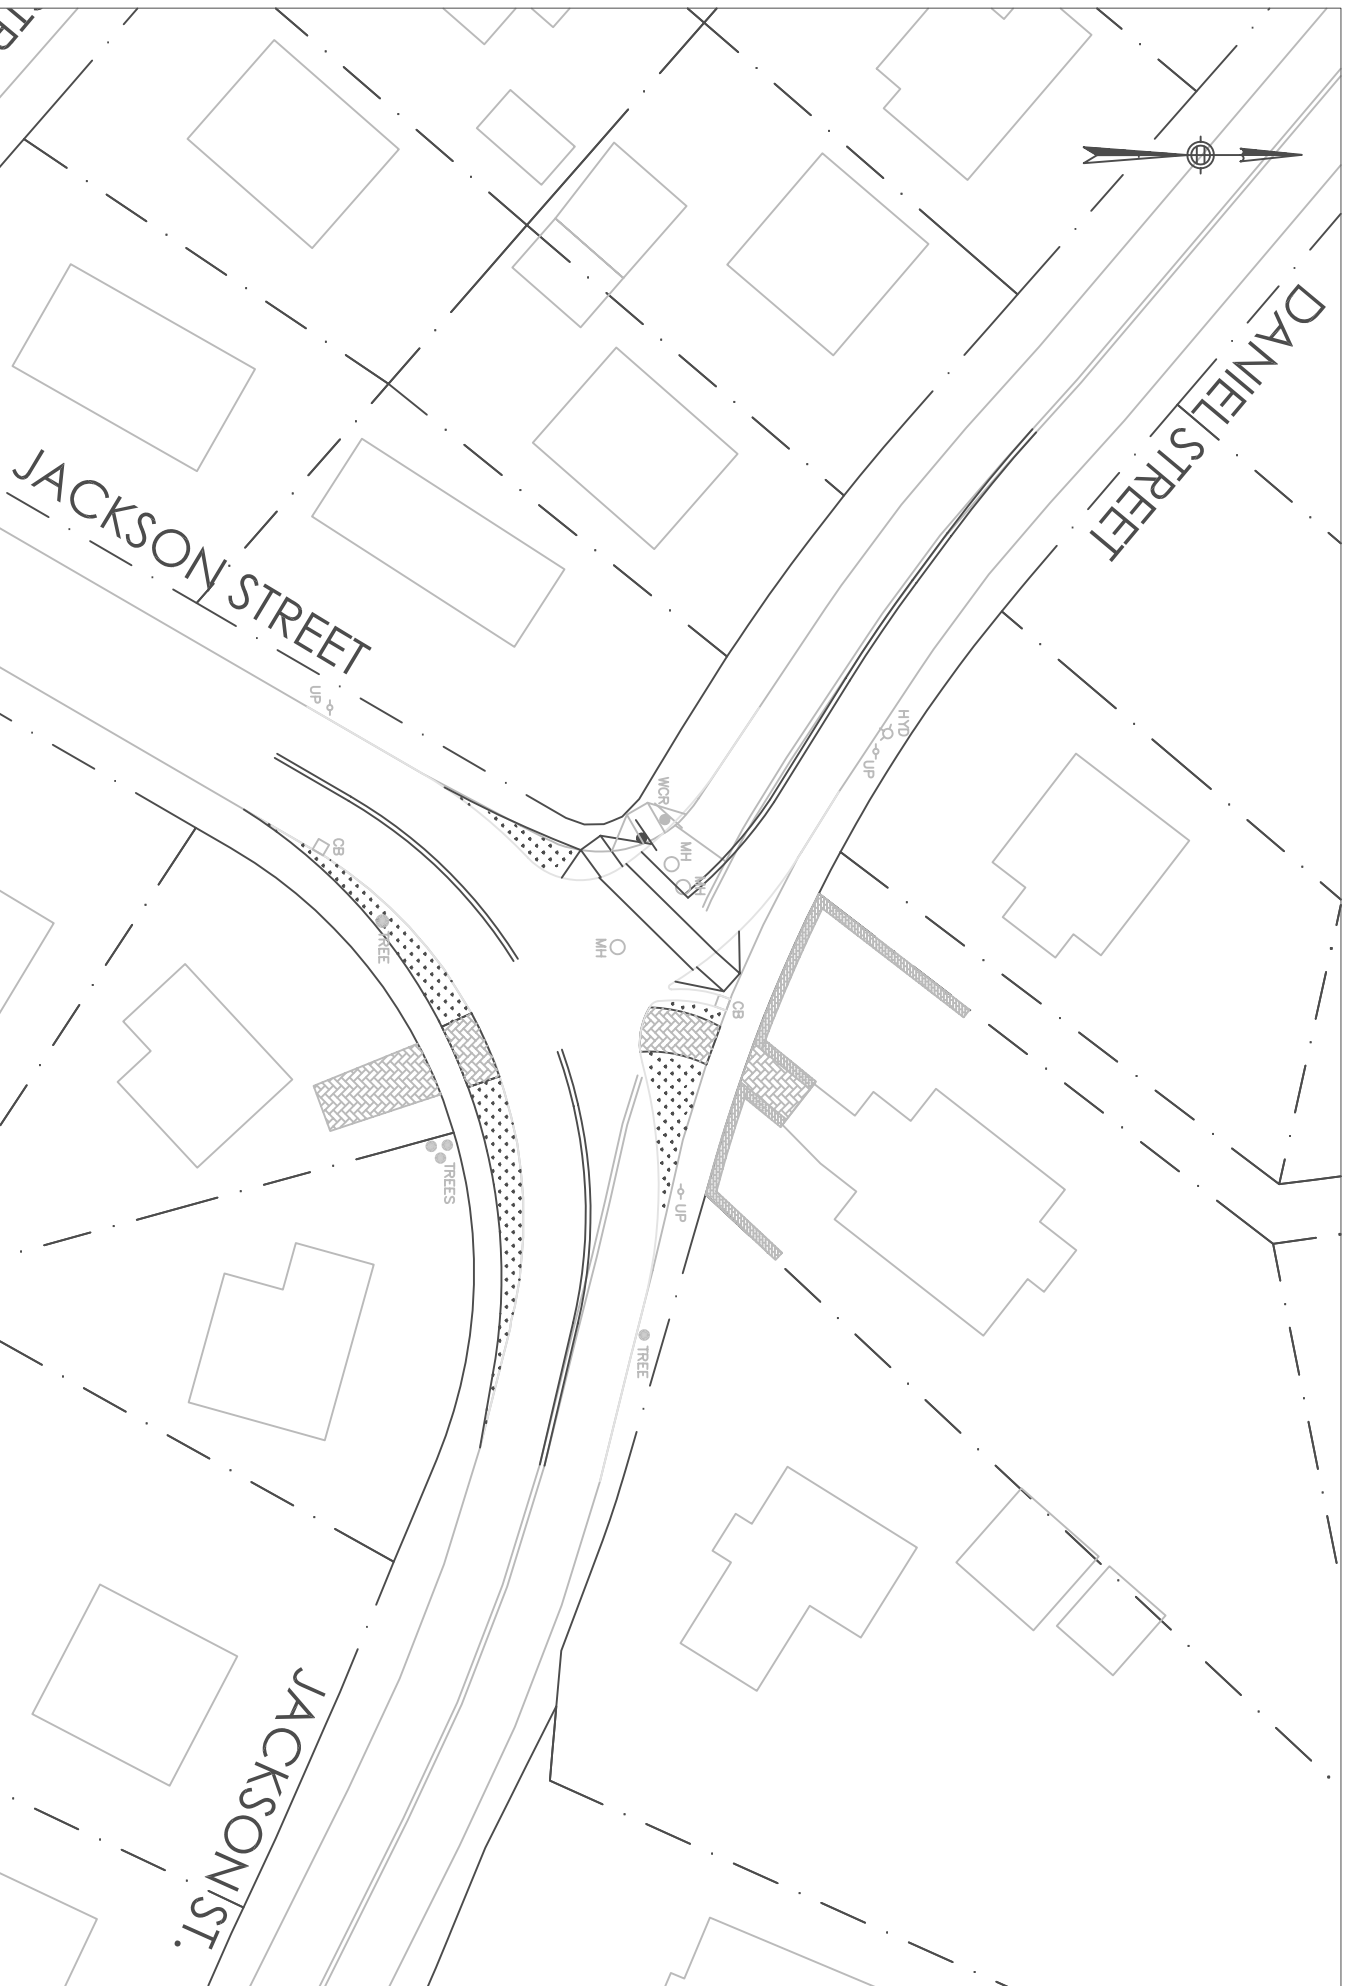 DANIEL STREET
JACKSON STREET
UP
HYD
UP
WCR
MH
MH
CB
TREE
MH
CB
TREES
UP
TREE
JACKSON ST.